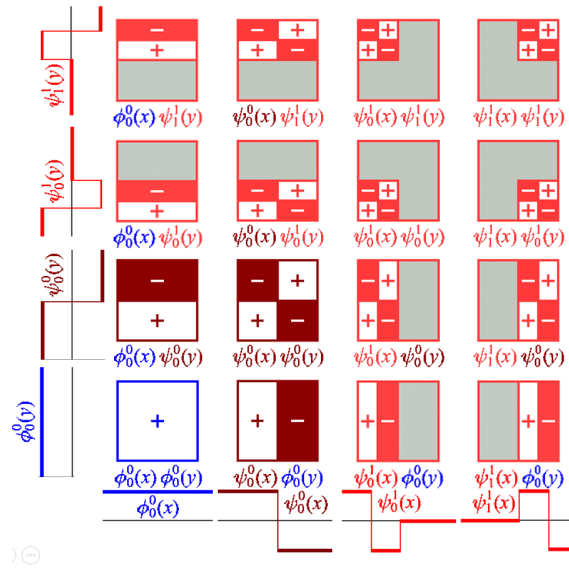 ψ₁¹(y)
− + − + − + −
+ + − + − + −
ϕ₀⁰(x) ψ₁¹(y) ψ₀⁰(x) ψ₁¹(y) ψ₀¹(x) ψ₁¹(y) ψ₁¹(x) ψ₁¹(y)
ψ₀¹(y)
− − + − + − +
+ + − + − + −
ϕ₀⁰(x) ψ₀¹(y) ψ₀⁰(x) ψ₀¹(y) ψ₀¹(x) ψ₀¹(y) ψ₁¹(x) ψ₀¹(y)
ψ₀⁰(y)
− − + − + − +
+ + − + − + −
ϕ₀⁰(x) ψ₀⁰(y) ψ₀⁰(x) ψ₀⁰(y) ψ₀¹(x) ψ₀⁰(y) ψ₁¹(x) ψ₀⁰(y)
ϕ₀⁰(y)
+ + − + − + −
ϕ₀⁰(x) ϕ₀⁰(y) ψ₀⁰(x) ϕ₀⁰(y) ψ₀¹(x) ϕ₀⁰(y) ψ₁¹(x) ϕ₀⁰(y)
ϕ₀⁰(x) ψ₀⁰(x) ψ₀¹(x) ψ₁¹(x)